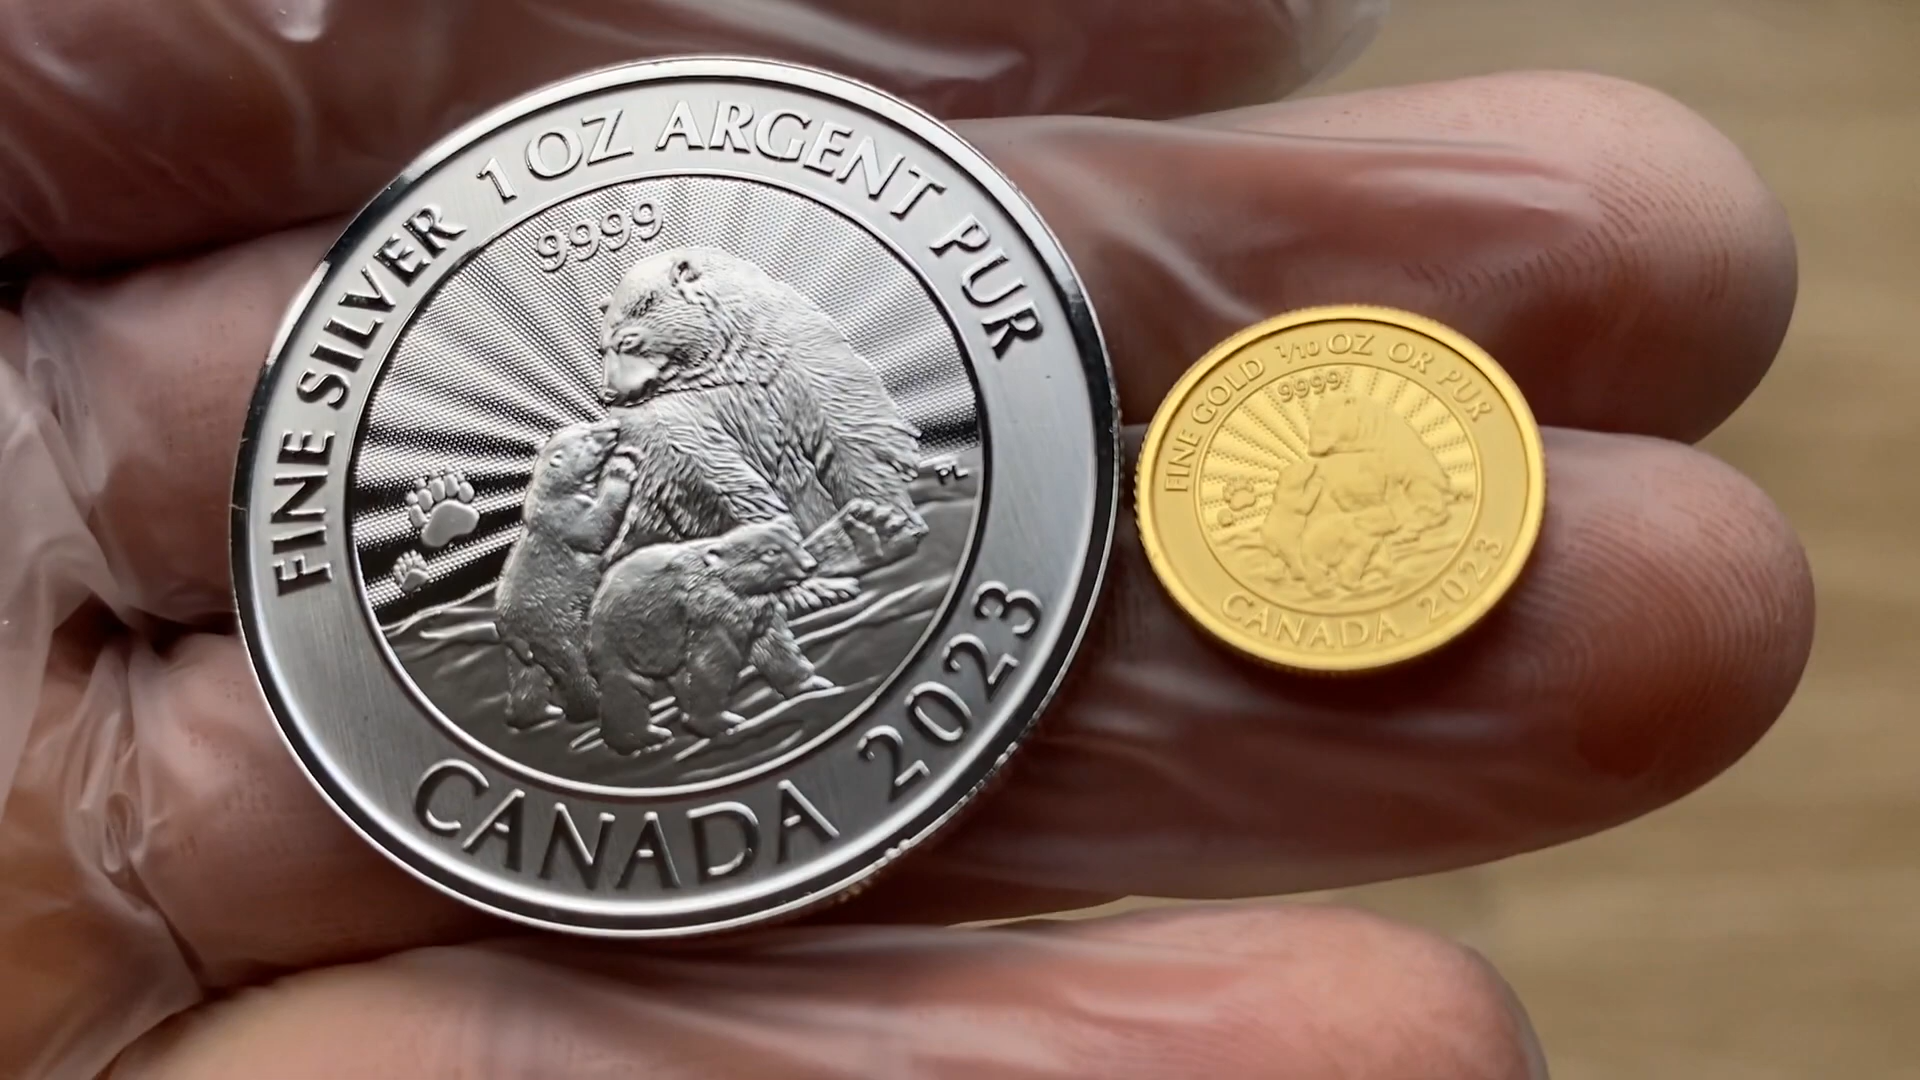 FINE SILVER 1 OZ ARGENT PUR
9999
PL
CANADA 2023
FINE GOLD 1/10 OZ OR PUR
9999
CANADA 2023